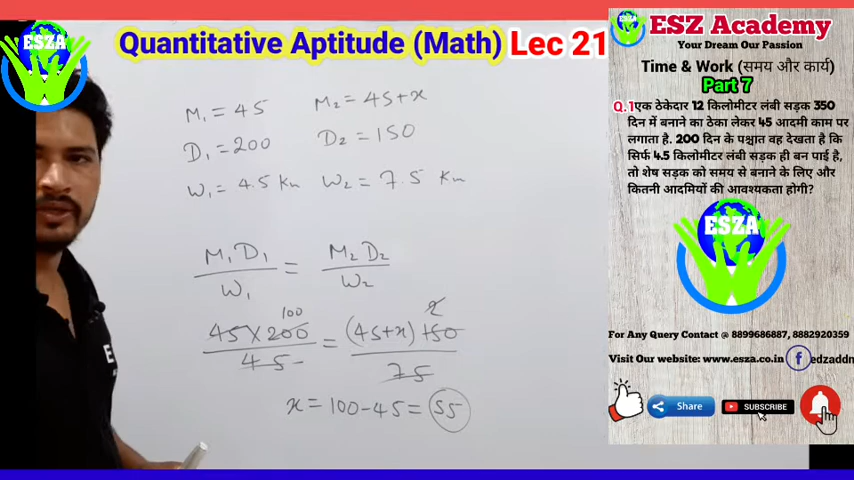 ESZA
Quantitative Aptitude (Math) Lec 21
M₁ = 45 M₂ = 45+x
D₁ = 200 D₂ = 150
W₁ = 4.5 Km W₂ = 7.5 Km
M₁D₁ = M₂D₂
W₁ W₂
100 2
45 × 200 = (45+x) 150
45 75
x = 100-45 = 55
E
ESZ Academy
Your Dream Our Passion
Time & Work (समय और कार्य)
Part 7
Q.1 एक ठेकेदार 12 किलोमीटर लंबी सड़क 350
दिन में बनाने का ठेका लेकर 45 आदमी काम पर
लगाता है. 200 दिन के पश्चात वह देखता है कि
सिर्फ 4.5 किलोमीटर लंबी सड़क ही बन पाई है,
तो शेष सड़क को समय से बनाने के लिए और
कितनी आदमियों की आवश्यकता होगी?
ESZA
For Any Query Contact @ 8899686887, 8882920359
Visit Our website: www.esza.co.in f edzaddn
Share SUBSCRIBE